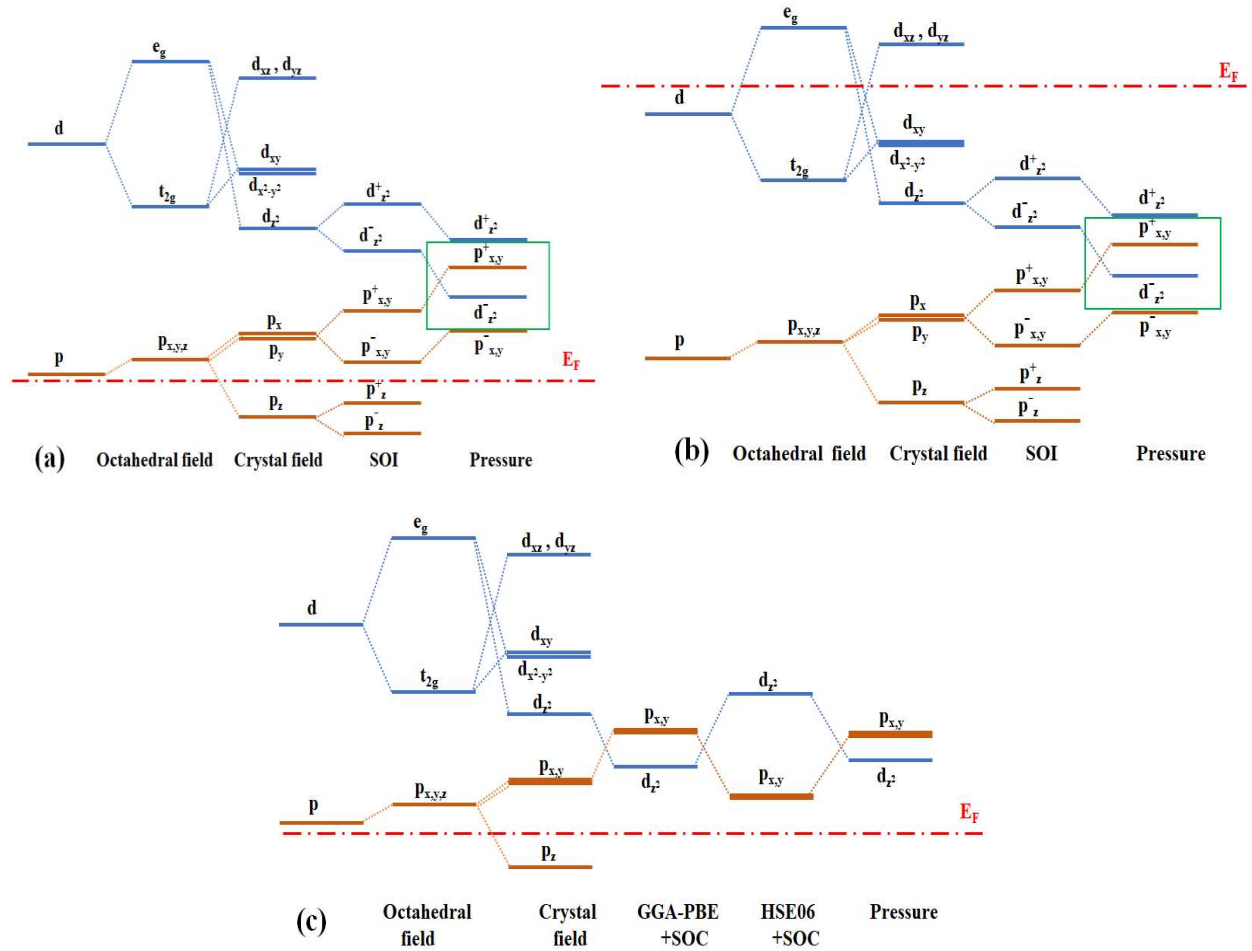 e_g
d_xz , d_yz
d
d_xy
d_x²-y²
t_2g
d⁺_z²
d_z²
d⁻_z²
d⁺_z²
p⁺_x,y
p⁺_x,y
d⁻_z²
p_x
p_x,y,z
p_y
p
p⁻_x,y
p⁻_x,y
E_F
p⁺_z
p_z
p⁻_z
(a)
Octahedral field Crystal field SOI Pressure
e_g
d_xz , d_yz
E_F
d
d_xy
d_x²-y²
t_2g
d⁺_z²
d_z²
d⁻_z²
d⁺_z²
p⁺_x,y
p⁺_x,y
d⁻_z²
p_x
p_x,y,z
p_y
p
p⁻_x,y
p⁻_x,y
p⁺_z
p_z
p⁻_z
(b)
Octahedral field Crystal field SOI Pressure
e_g
d_xz , d_yz
d
d_xy
d_x²-y²
t_2g
d_z²
d_z²
p_x,y
p_x,y
p_x,y
d_z²
p_x,y
d_z²
p
p_x,y,z
E_F
p_z
(c)
Octahedral Crystal GGA-PBE HSE06 Pressure
field field +SOC +SOC